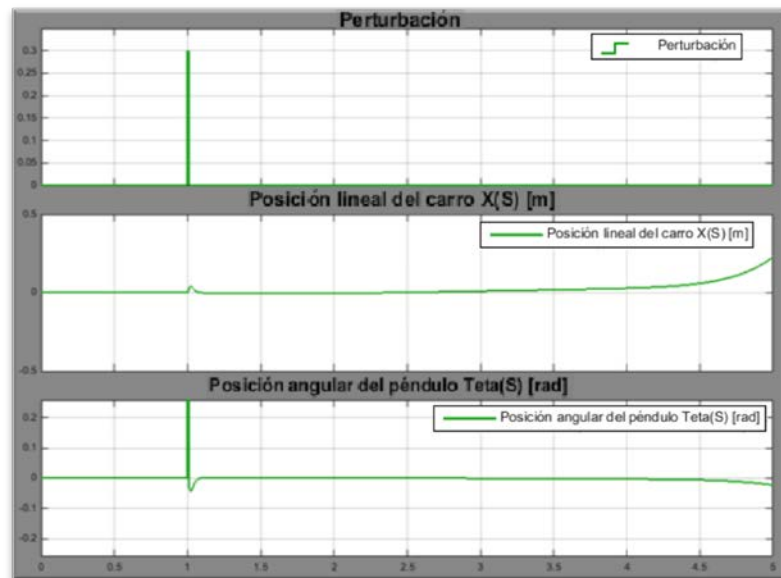 Perturbación
Perturbación
0.3
0.25
0.2
0.15
0.1
0.05
0
Posición lineal del carro X(S) [m]
Posición lineal del carro X(S) [m]
0.5
0
-0.5
Posición angular del péndulo Teta(S) [rad]
Posición angular del péndulo Teta(S) [rad]
0.2
0.1
0
-0.1
-0.2
0 0.5 1 1.5 2 2.5 3 3.5 4 4.5 5